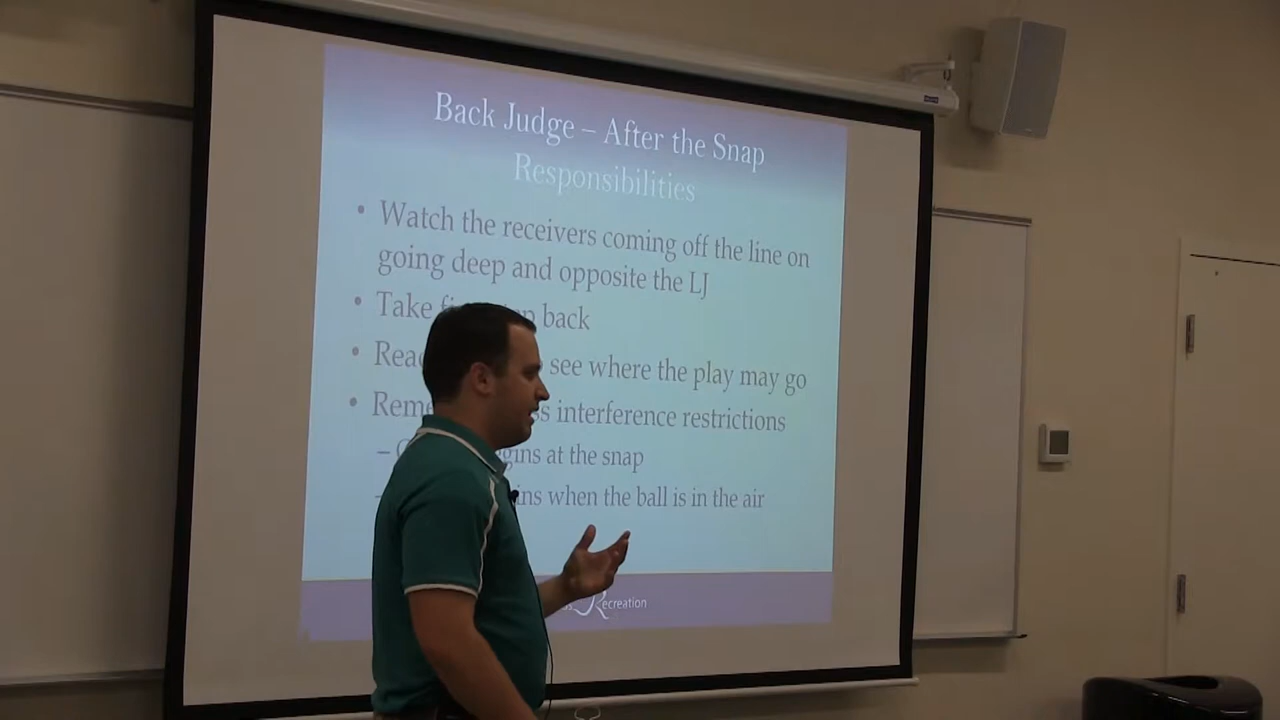 Back Judge – After the Snap
Responsibilities
• Watch the receivers coming off the line on
going deep and opposite the LJ
• Take back
• see where the play may go
• interference restrictions
– at the snap
– when the ball is in the air
Recreation